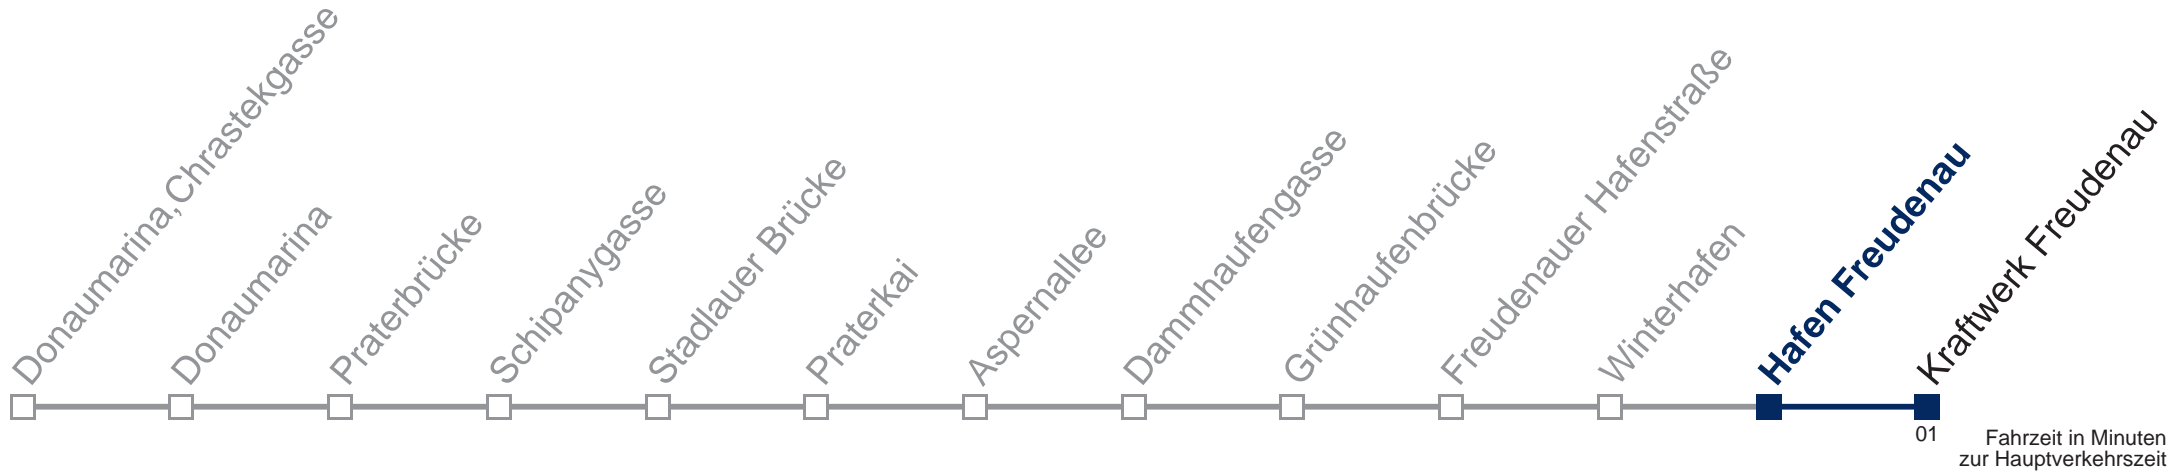 Donaumarina, Chrastekgasse
Donaumarina
Praterbrücke
Schipanygasse
Stadlauer Brücke
Praterkai
Aspernallee
Dammhaufengasse
Grünhaufenbrücke
Freudenauer Hafenstraße
Winterhafen
Hafen Freudenau
Kraftwerk Freudenau
01
Fahrzeit in Minuten
zur Hauptverkehrszeit